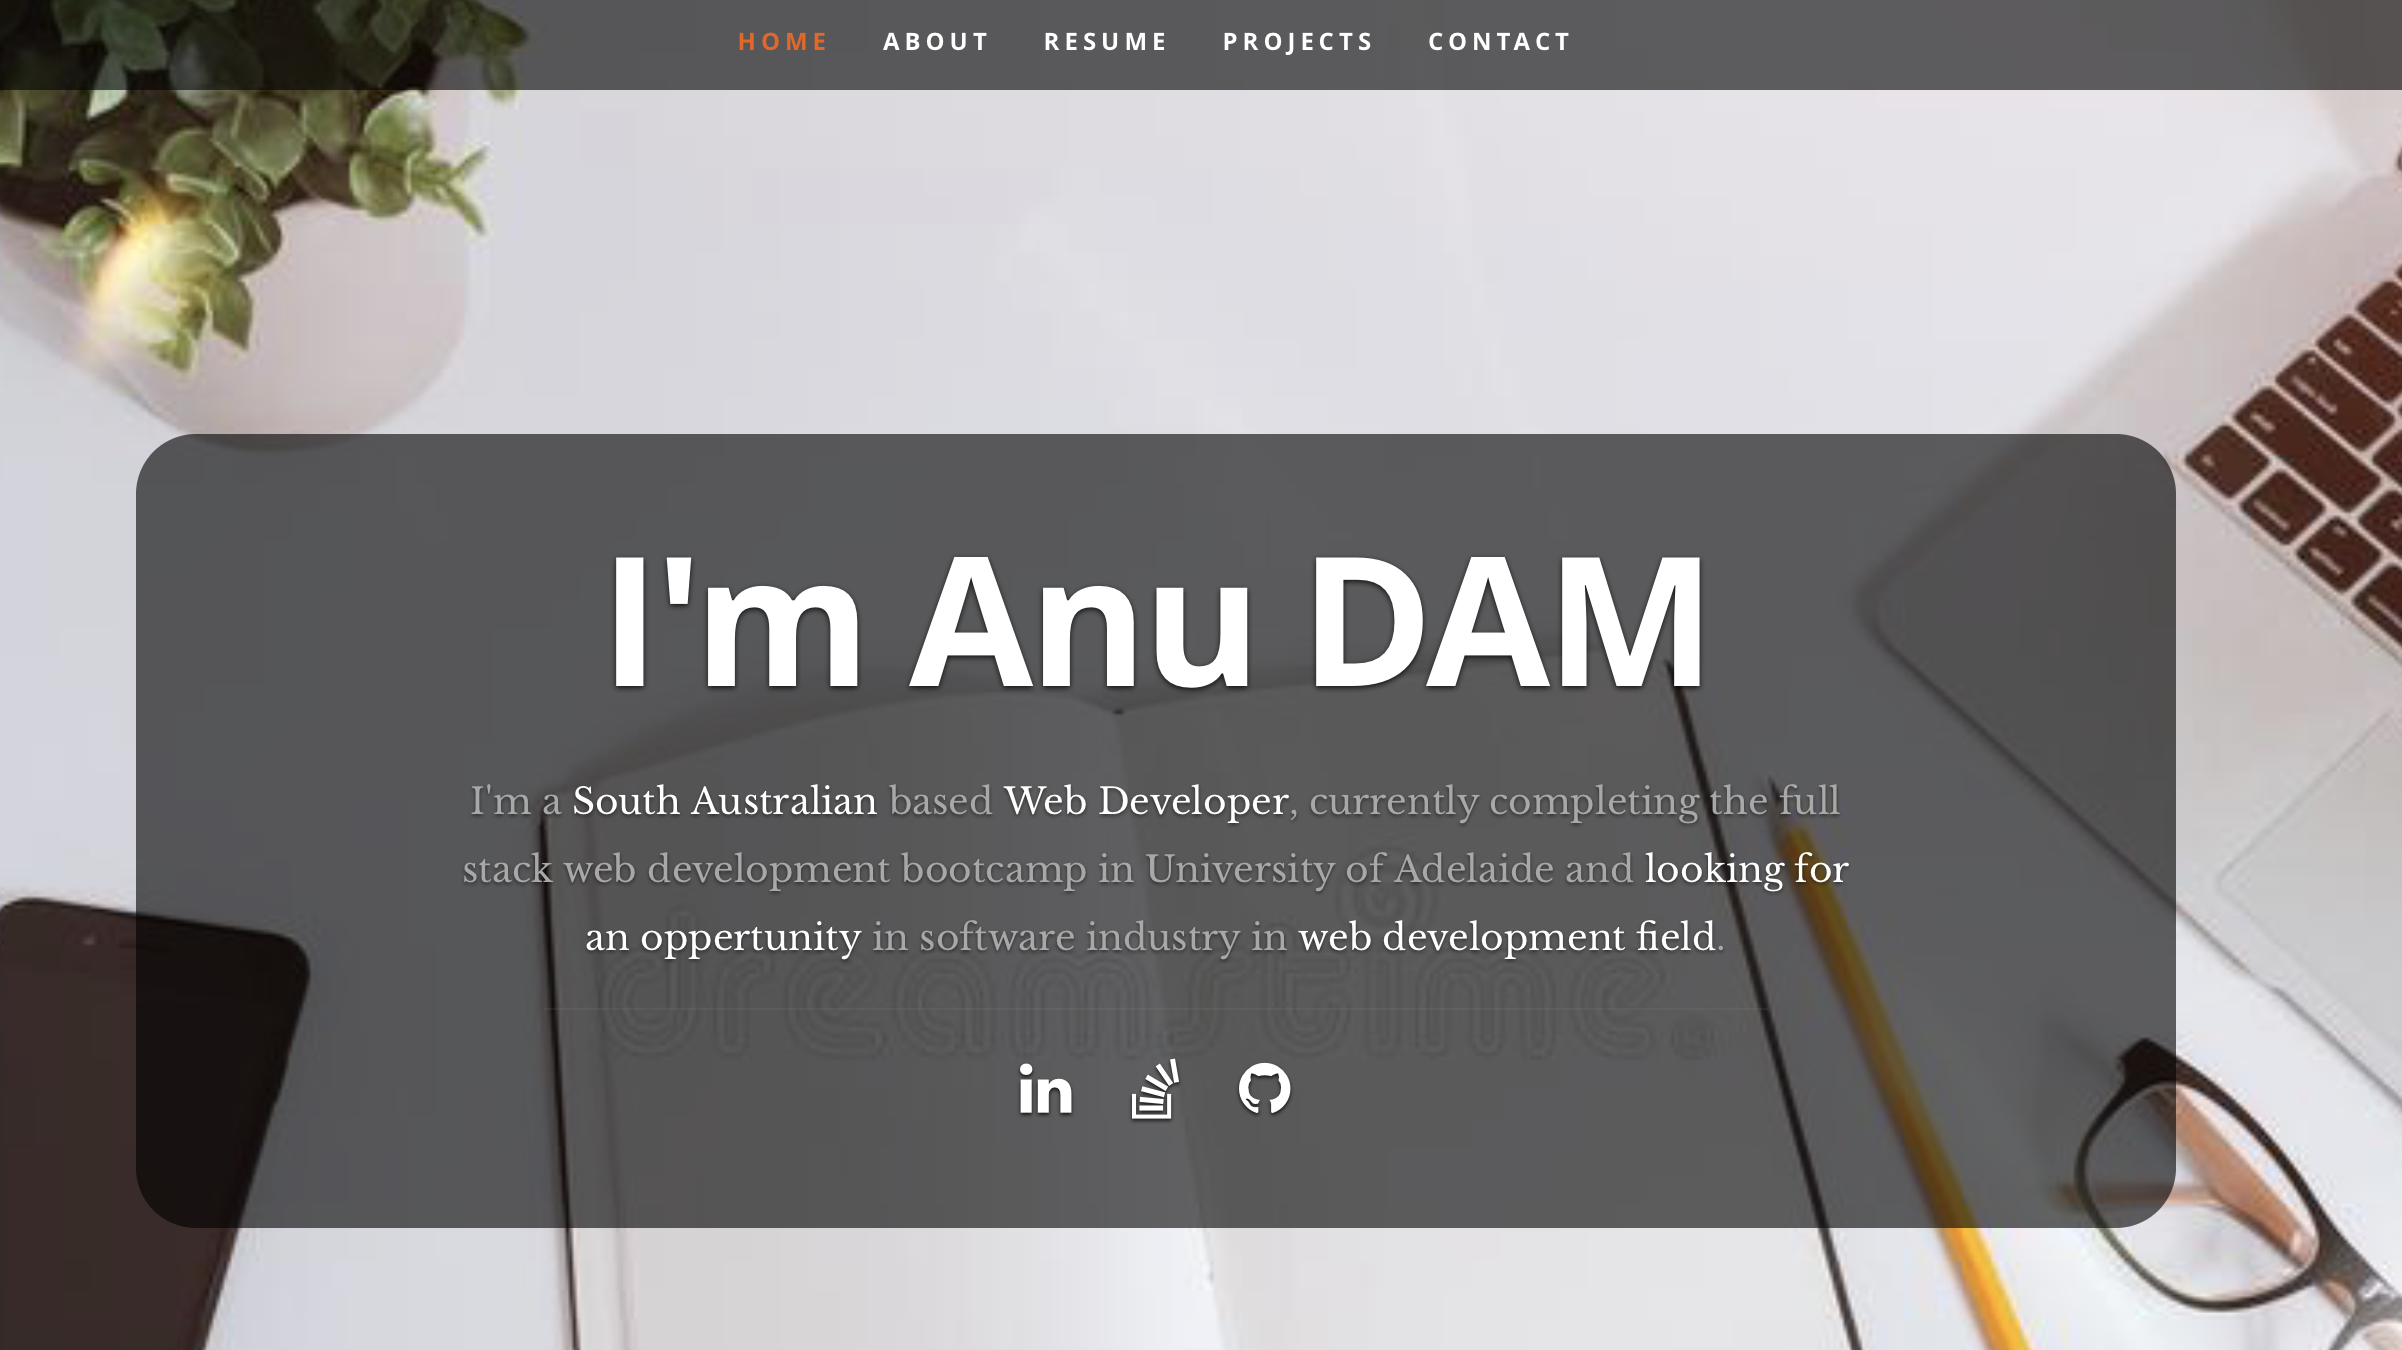 HOME ABOUT RESUME PROJECTS CONTACT
I'm Anu DAM
I'm a South Australian based Web Developer, currently completing the full
stack web development bootcamp in University of Adelaide and looking for
an oppertunity in software industry in web development field.
dreamstime.
in